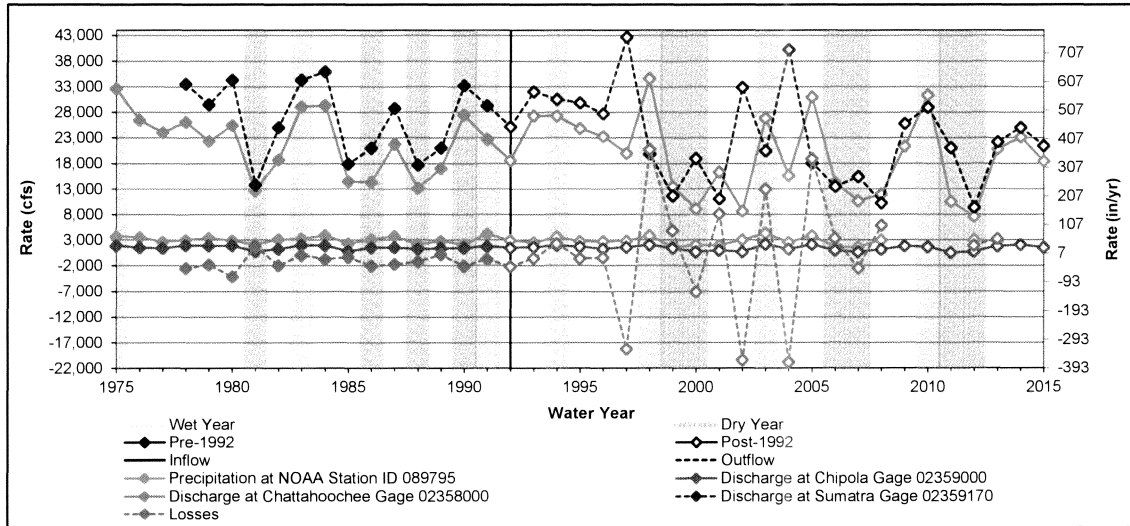 43,000
38,000
33,000
28,000
23,000
18,000
13,000
8,000
3,000
-2,000
-7,000
-12,000
-17,000
-22,000
Rate (cfs)
707
607
507
407
307
207
107
7
-93
-193
-293
-393
Rate (in/yr)
1975 1980 1985 1990 1995 2000 2005 2010 2015
Water Year
Wet Year Dry Year
Pre-1992 Post-1992
Inflow Outflow
Precipitation at NOAA Station ID 089795 Discharge at Chipola Gage 02359000
Discharge at Chattahoochee Gage 02358000 Discharge at Sumatra Gage 02359170
Losses